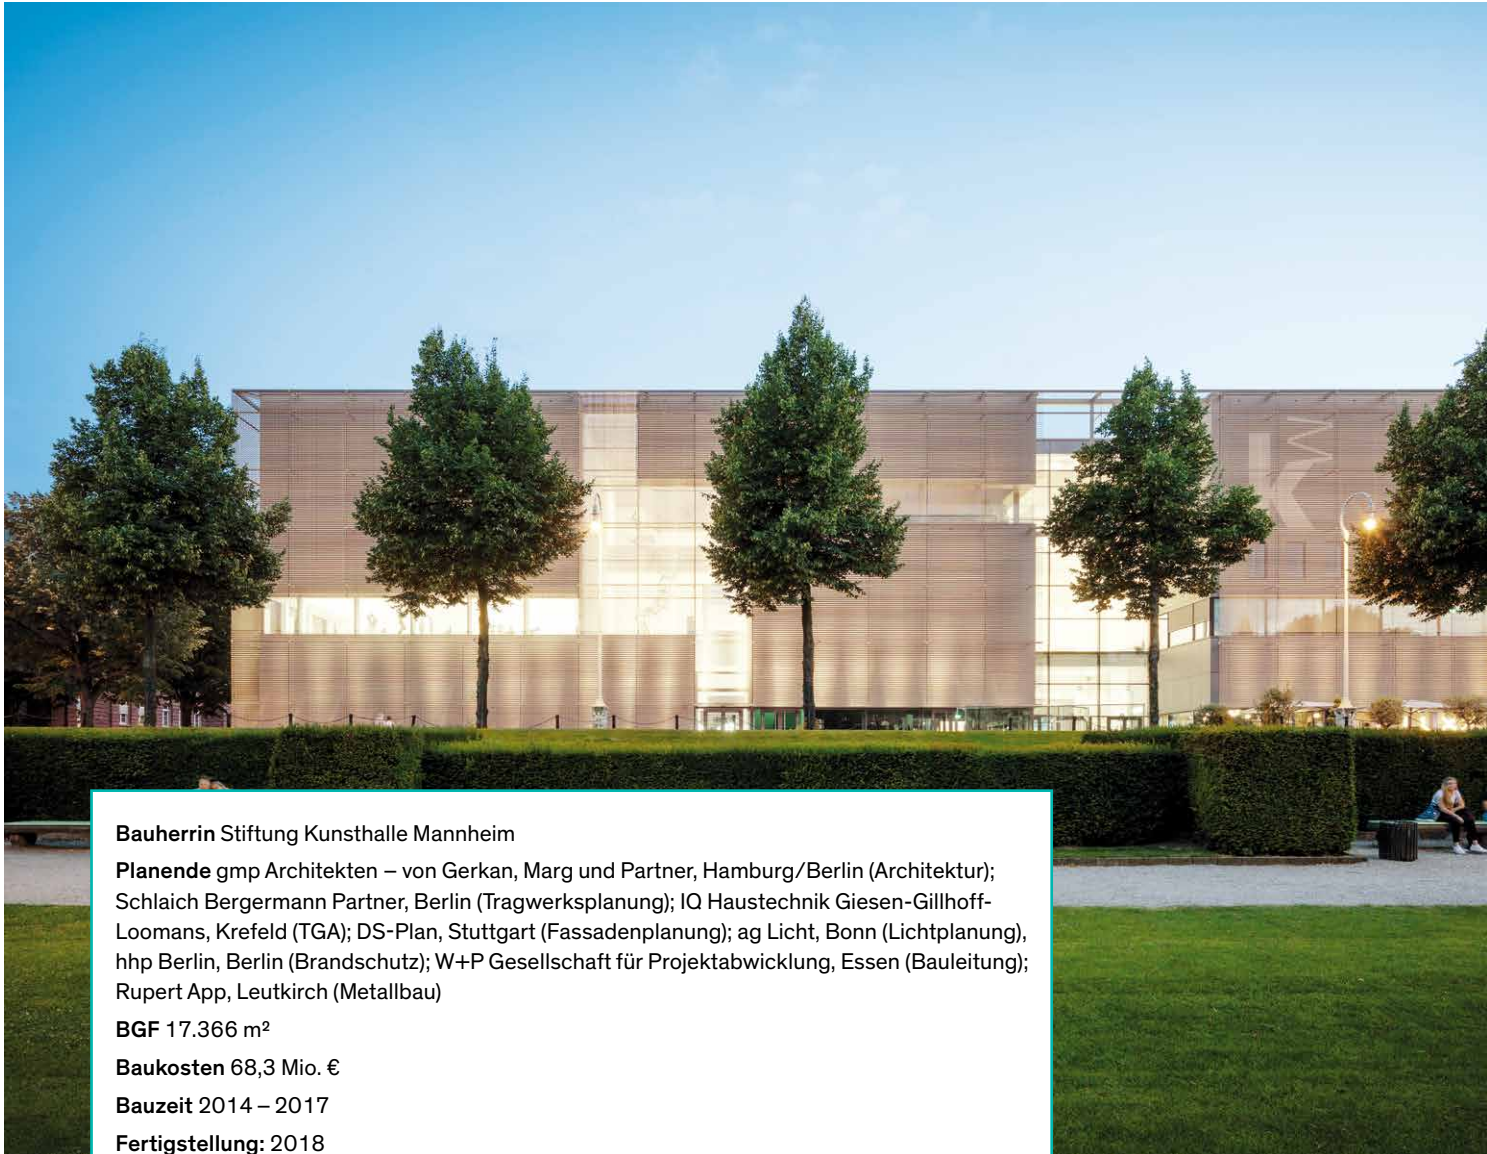 k
Bauherrin Stiftung Kunsthalle Mannheim
Planende gmp Architekten – von Gerkan, Marg und Partner, Hamburg/Berlin (Architektur);
Schlaich Bergermann Partner, Berlin (Tragwerksplanung); IQ Haustechnik Giesen-Gillhoff-
Loomans, Krefeld (TGA); DS-Plan, Stuttgart (Fassadenplanung); ag Licht, Bonn (Lichtplanung),
hhp Berlin, Berlin (Brandschutz); W+P Gesellschaft für Projektabwicklung, Essen (Bauleitung);
Rupert App, Leutkirch (Metallbau)
BGF 17.366 m²
Baukosten 68,3 Mio. €
Bauzeit 2014 – 2017
Fertigstellung: 2018